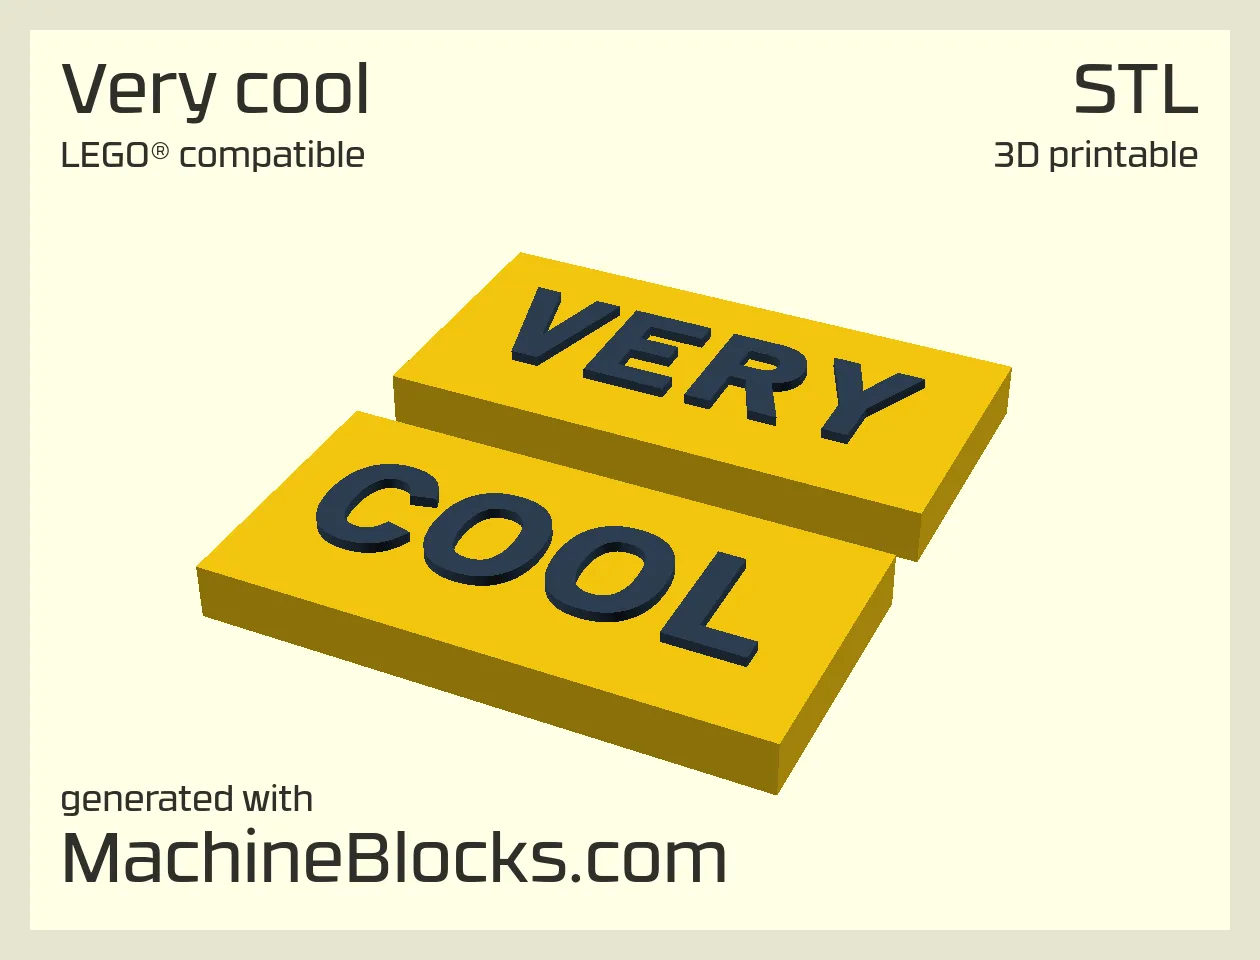 Very cool
LEGO® compatible
STL
3D printable
VERY
COOL
generated with
MachineBlocks.com